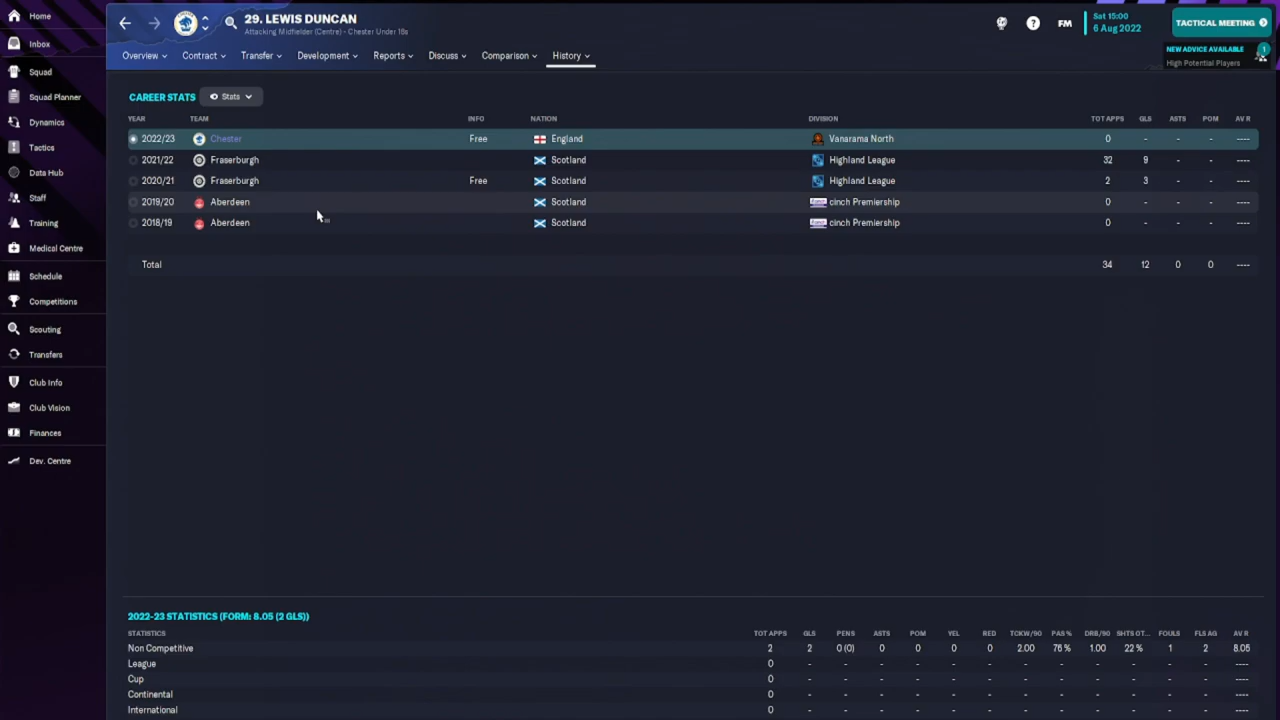 Home
Inbox
Squad
Squad Planner
Dynamics
Tactics
Data Hub
Staff
Training
Medical Centre
Schedule
Competitions
Scouting
Transfers
Club Info
Club Vision
Finances
Dev. Centre
29. LEWIS DUNCAN
Attacking Midfielder (Centre) - Chester Under 18s
FM
Sat 15:00
6 Aug 2022
TACTICAL MEETING
NEW ADVICE AVAILABLE 1
High Potential Players
Overview Contract Transfer Development Reports Discuss Comparison History
CAREER STATS Stats
YEAR TEAM INFO NATION DIVISION TOT APPS GLS ASTS POM AV R
2022/23 Chester Free England Vanarama North 0 - - - ----
2021/22 Fraserburgh Scotland Highland League 32 9 - - ----
2020/21 Fraserburgh Free Scotland Highland League 2 3 - - ----
2019/20 Aberdeen Scotland cinch Premiership 0 - - - ----
2018/19 Aberdeen Scotland cinch Premiership 0 - - - ----
Total 34 12 0 0 ----
2022-23 STATISTICS (FORM: 8.05 (2 GLS))
STATISTICS TOT APPS GLS PENS ASTS POM YEL RED TCKW/90 PAS % DRB/90 SHTS OT... FOULS FLS AG AV R
Non Competitive 2 2 0 (0) 0 0 0 0 2.00 76 % 1.00 22 % 1 2 8.05
League 0 - - - - - - - - - - - - ----
Cup 0 - - - - - - - - - - - - ----
Continental 0 - - - - - - - - - - - - ----
International 0 - - - - - - - - - - - - ----